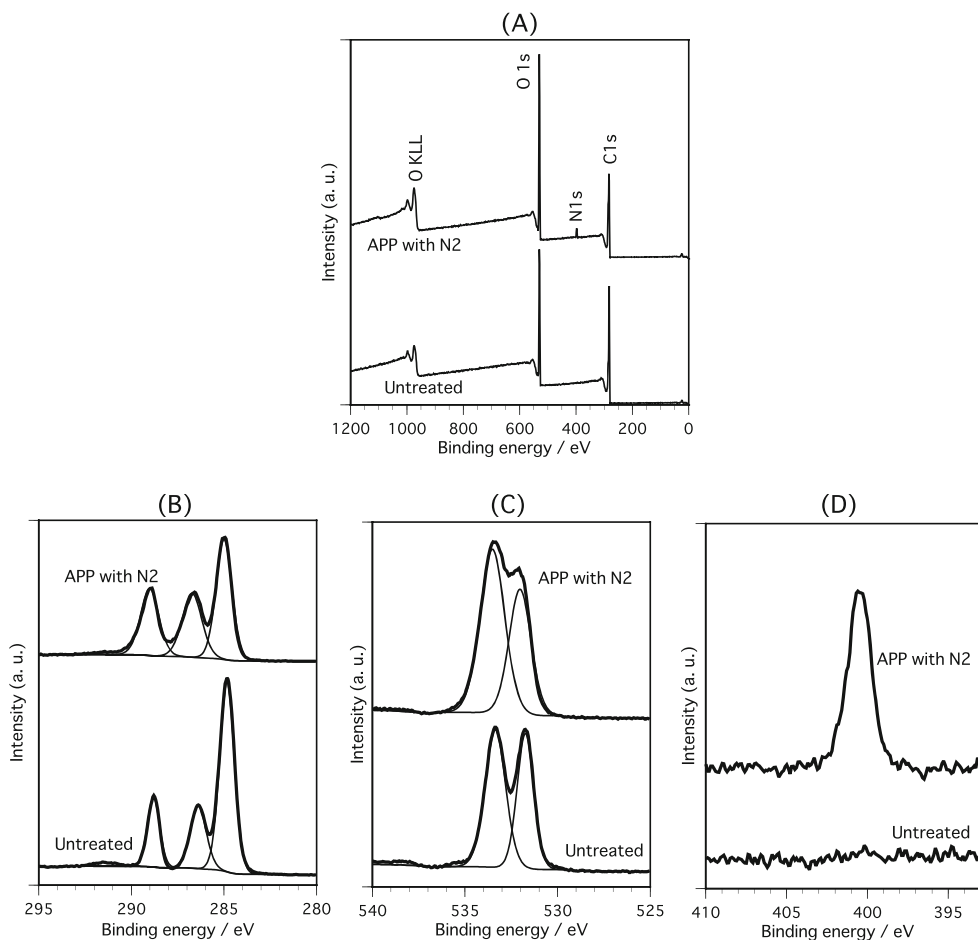 (A)
Intensity (a. u.)
O KLL
O 1s
N1s
C1s
APP with N2
Untreated
1200 1000 800 600 400 200 0
Binding energy / eV
(B)
Intensity (a. u.)
APP with N2
Untreated
295 290 285 280
Binding energy / eV
(C)
Intensity (a. u.)
APP with N2
Untreated
540 535 530 525
Binding energy / eV
(D)
Intensity (a. u.)
APP with N2
Untreated
410 405 400 395
Binding energy / eV